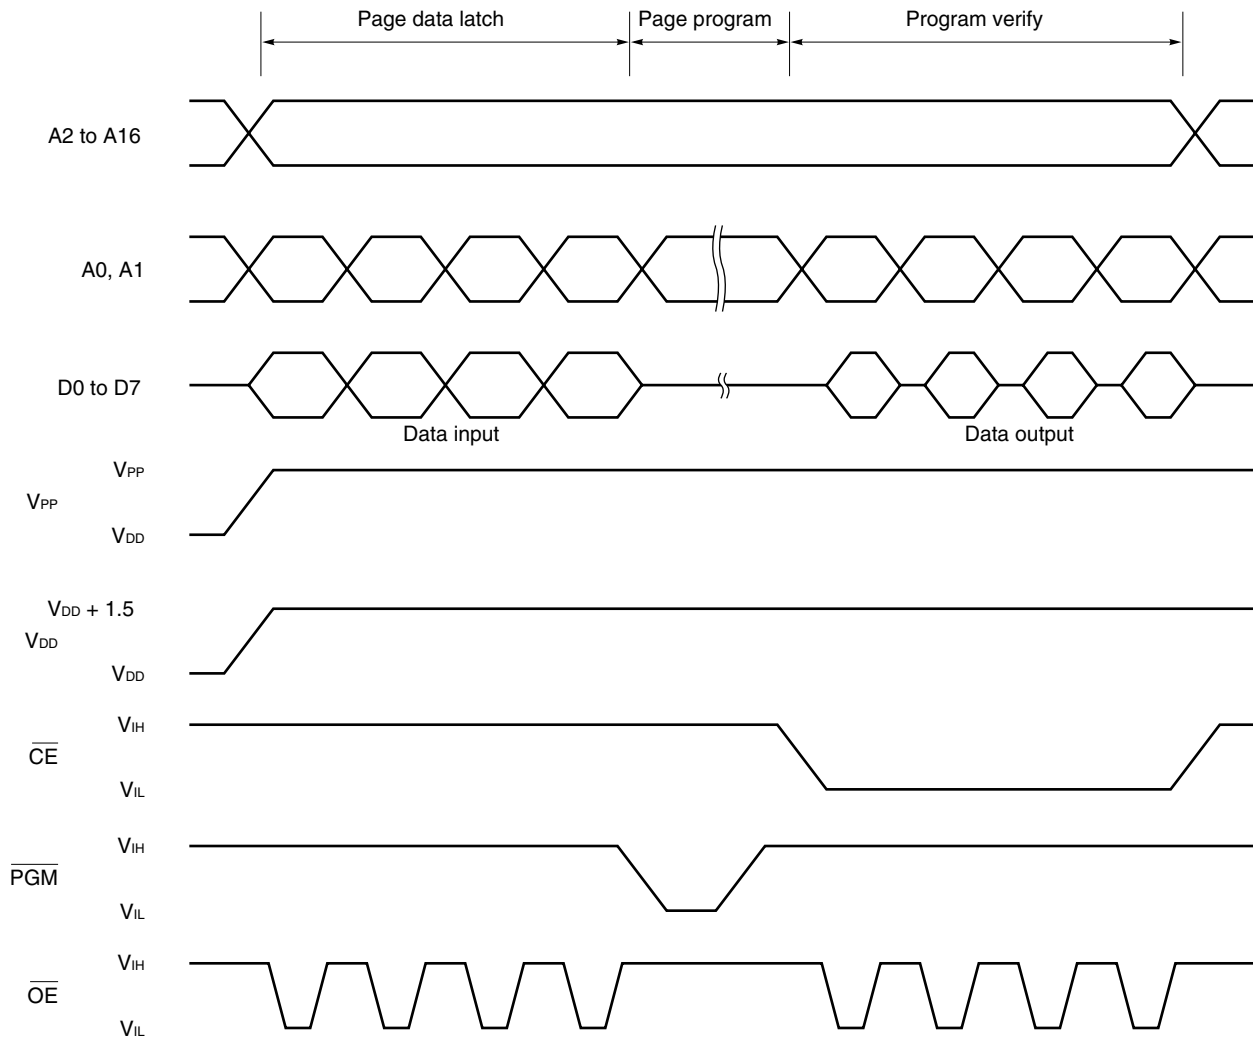 Page data latch
Page program
Program verify
A2 to A16
A0, A1
D0 to D7
Data input
Data output
VPP
VPP
VDD
VDD + 1.5
VDD
VDD
VIH
CE
VIL
VIH
PGM
VIL
VIH
OE
VIL